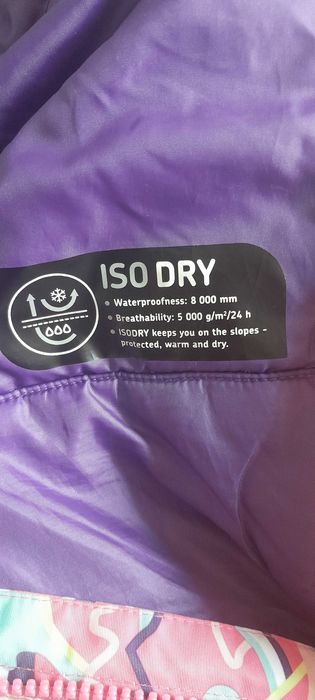 ISO DRY
• Waterproofness: 8 000 mm
• Breathability: 5 000 g/m²/24 h
• ISODRY keeps you on the slopes -
protected, warm and dry.